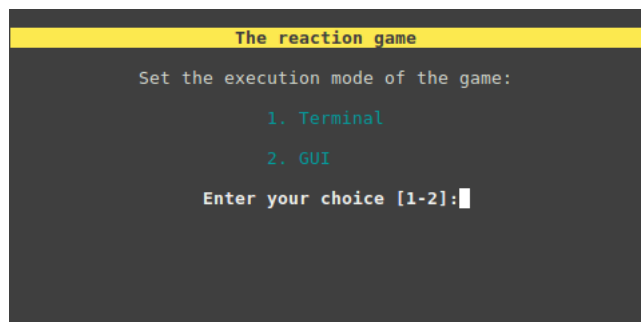 The reaction game
Set the execution mode of the game:
1. Terminal
2. GUI
Enter your choice [1-2]: